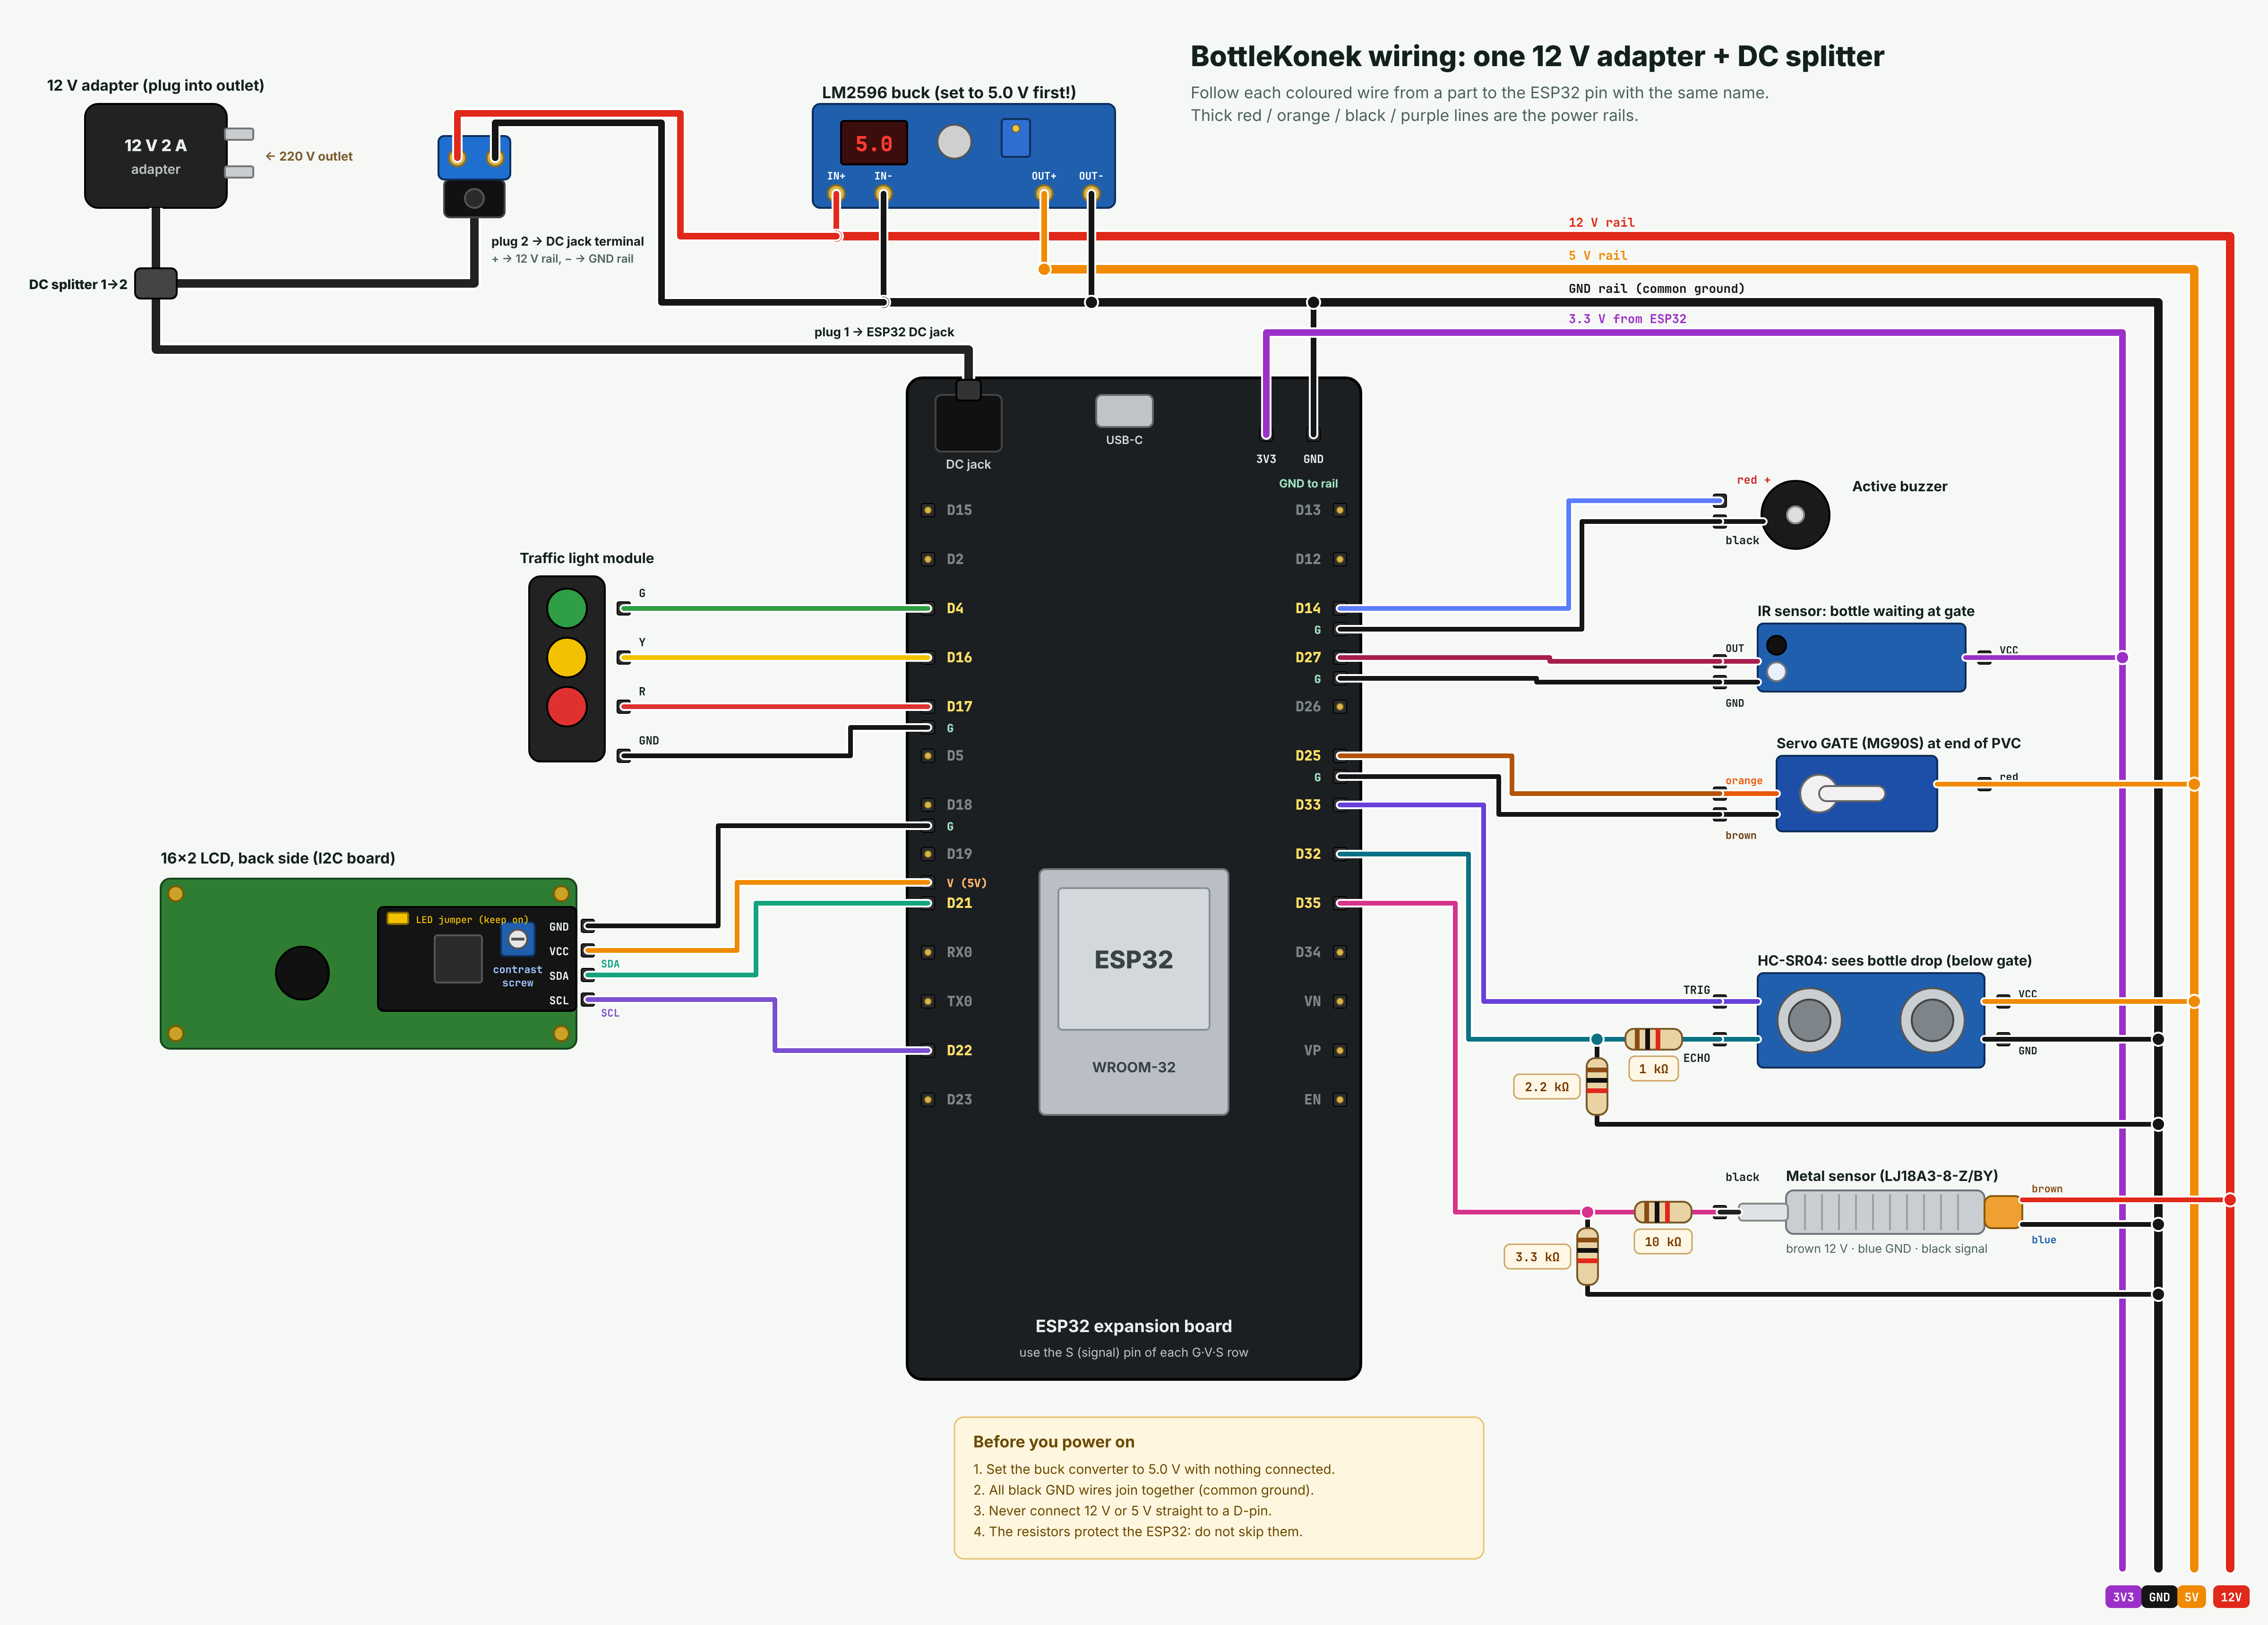 BottleKonek wiring: one 12 V adapter + DC splitter
Follow each coloured wire from a part to the ESP32 pin with the same name.
Thick red / orange / black / purple lines are the power rails.
12 V adapter (plug into outlet)
12 V 2 A
adapter
← 220 V outlet
DC splitter 1→2
plug 2 → DC jack terminal
+ → 12 V rail, − → GND rail
plug 1 → ESP32 DC jack
LM2596 buck (set to 5.0 V first!)
5.0
IN+
IN-
OUT+
OUT-
12 V rail
5 V rail
GND rail (common ground)
3.3 V from ESP32
DC jack
USB-C
3V3
GND
GND to rail
D15
D2
D4
D16
D17
G
D5
D18
G
D19
V (5V)
D21
RX0
TX0
D22
D23
D13
D12
D14
G
D27
G
D26
D25
G
D33
D32
D35
D34
VN
VP
EN
ESP32
WROOM-32
ESP32 expansion board
use the S (signal) pin of each G·V·S row
Traffic light module
G
Y
R
GND
16×2 LCD, back side (I2C board)
LED jumper (keep on)
contrast
screw
GND
VCC
SDA
SCL
SDA
SCL
red +
black
Active buzzer
IR sensor: bottle waiting at gate
OUT
GND
VCC
Servo GATE (MG90S) at end of PVC
orange
brown
red
HC-SR04: sees bottle drop (below gate)
TRIG
ECHO
VCC
GND
1 kΩ
2.2 kΩ
black
Metal sensor (LJ18A3-8-Z/BY)
brown
blue
brown 12 V · blue GND · black signal
10 kΩ
3.3 kΩ
Before you power on
1. Set the buck converter to 5.0 V with nothing connected.
2. All black GND wires join together (common ground).
3. Never connect 12 V or 5 V straight to a D-pin.
4. The resistors protect the ESP32: do not skip them.
3V3
GND
5V
12V